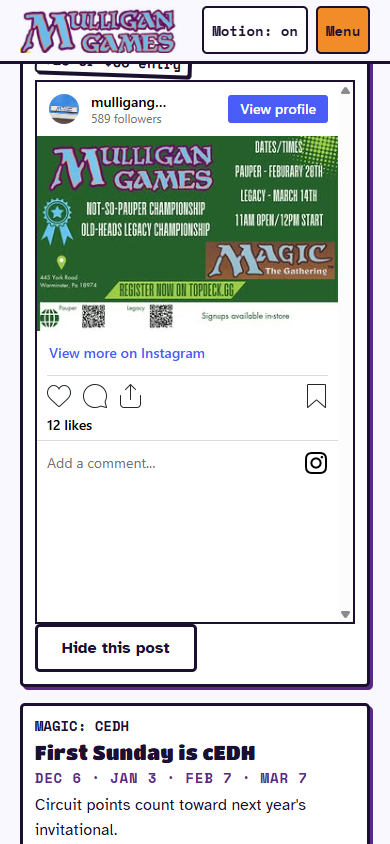 MULLIGAN GAMES
Motion: on
Menu
entry
mulligang...
589 followers
View profile
MULLIGAN GAMES
DATES/TIMES
PAUPER - FEBURARY 28TH
LEGACY - MARCH 14TH
11AM OPEN/12PM START
NOT-SO-PAUPER CHAMPIONSHIP
OLD-HEADS LEGACY CHAMPIONSHIP
MAGIC
The Gathering
445 York Road
Warminster, Pa 18974
REGISTER NOW ON TOPDECK.GG
Pauper
Legacy
Signups available in-store
View more on Instagram
12 likes
Add a comment...
Hide this post
MAGIC: CEDH
First Sunday is cEDH
DEC 6 · JAN 3 · FEB 7 · MAR 7
Circuit points count toward next year's
invitational.